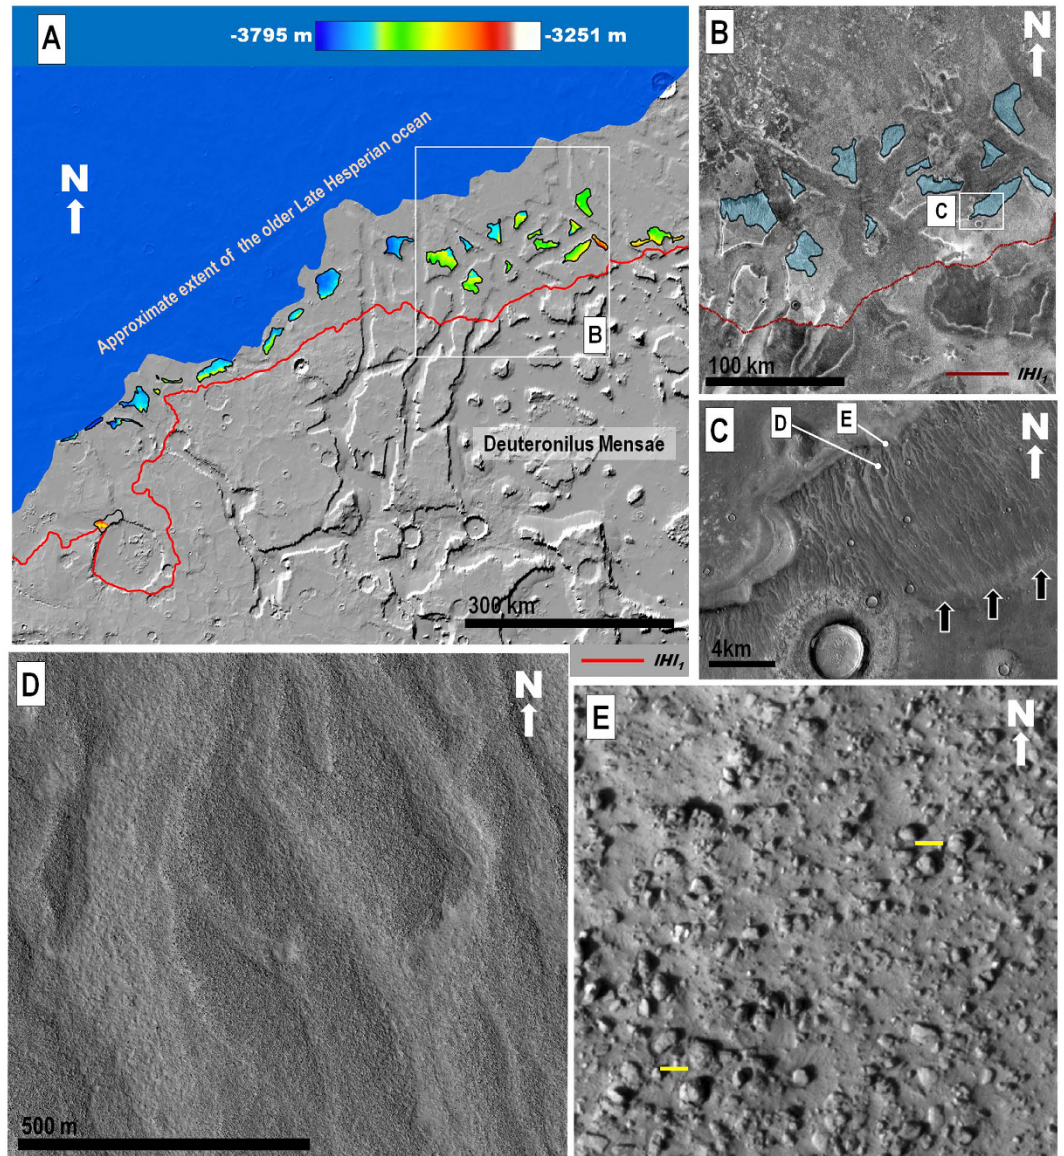 A
-3795 m
-3251 m
N
Approximate extent of the older Late Hesperian ocean
B
Deuteronilus Mensae
300 km
lHl₁
B
N
C
100 km
lHl₁
C
N
D
E
4km
D
N
500 m
E
N